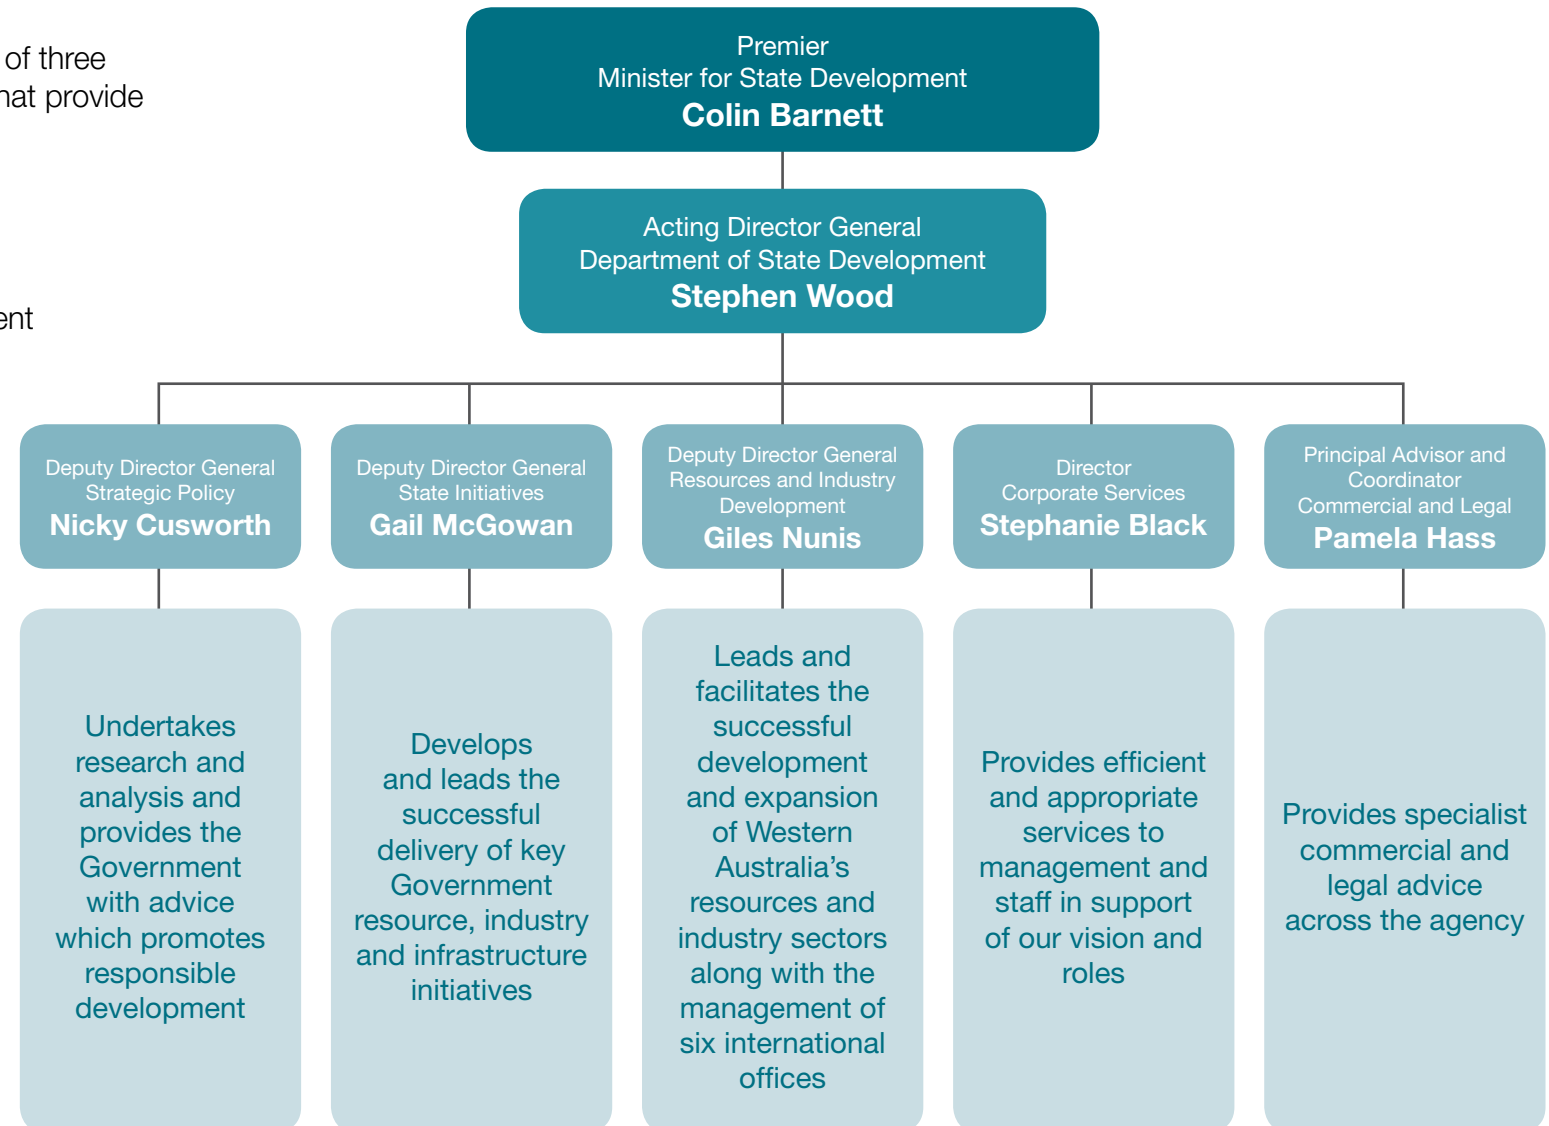 of three
that provide
ent
Premier
Minister for State Development
Colin Barnett
Acting Director General
Department of State Development
Stephen Wood
Deputy Director General
Strategic Policy
Nicky Cusworth
Deputy Director General
State Initiatives
Gail McGowan
Deputy Director General
Resources and Industry
Development
Giles Nunis
Director
Corporate Services
Stephanie Black
Principal Advisor and
Coordinator
Commercial and Legal
Pamela Hass
Undertakes
research and
analysis and
provides the
Government
with advice
which promotes
responsible
development
Develops
and leads the
successful
delivery of key
Government
resource, industry
and infrastructure
initiatives
Leads and
facilitates the
successful
development
and expansion
of Western
Australia’s
resources and
industry sectors
along with the
management of
six international
offices
Provides efficient
and appropriate
services to
management and
staff in support
of our vision and
roles
Provides specialist
commercial and
legal advice
across the agency